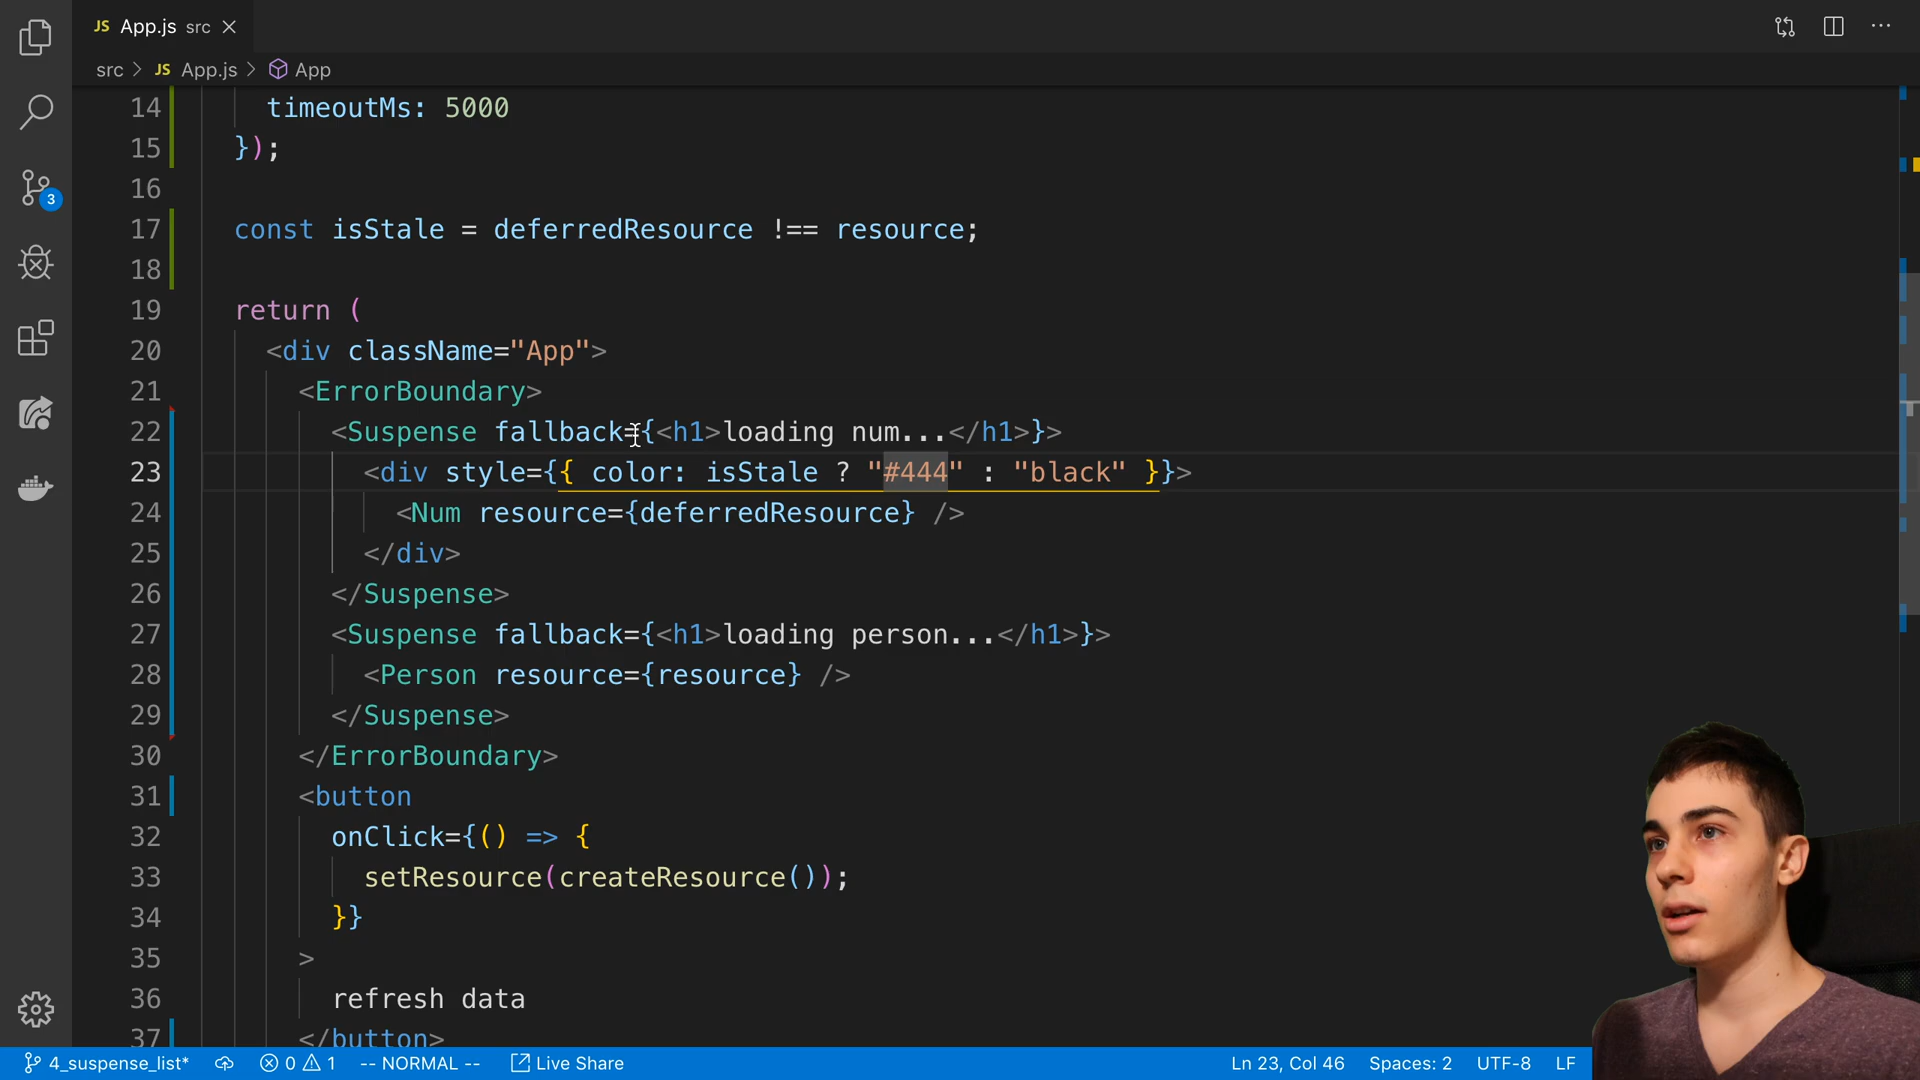 JS App.js src
src > JS App.js > App
14 timeoutMs: 5000
15 });
16
17 const isStale = deferredResource !== resource;
18
19 return (
20 <div className="App">
21 <ErrorBoundary>
22 <Suspense fallback={<h1>loading num...</h1>}>
23 <div style={{ color: isStale ? "#444" : "black" }}>
24 <Num resource={deferredResource} />
25 </div>
26 </Suspense>
27 <Suspense fallback={<h1>loading person...</h1>}>
28 <Person resource={resource} />
29 </Suspense>
30 </ErrorBoundary>
31 <button
32 onClick={() => {
33 setResource(createResource());
34 }}
35 >
36 refresh data
37 </button>
3
4_suspense_list* 0 1 -- NORMAL -- Live Share Ln 23, Col 46 Spaces: 2 UTF-8 LF